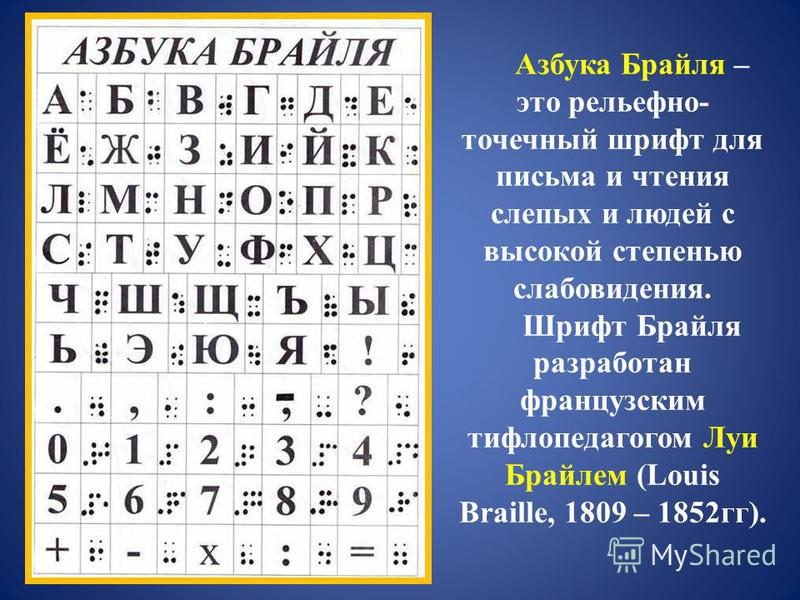 АЗБУКА БРАЙЛЯ
А Б В Г Д Е
Ё Ж З И Й К
Л М Н О П Р
С Т У Ф Х Ц
Ч Ш Щ Ъ Ы
Ь Э Ю Я !
. , : ; ?
0 1 2 3 4
5 6 7 8 9
+ - x : =
Азбука Брайля –
это рельефно-
точечный шрифт для
письма и чтения
слепых и людей с
высокой степенью
слабовидения.
Шрифт Брайля
разработан
французским
тифлопедагогом Луи
Брайлем (Louis
Braille, 1809 – 1852гг).
MyShared